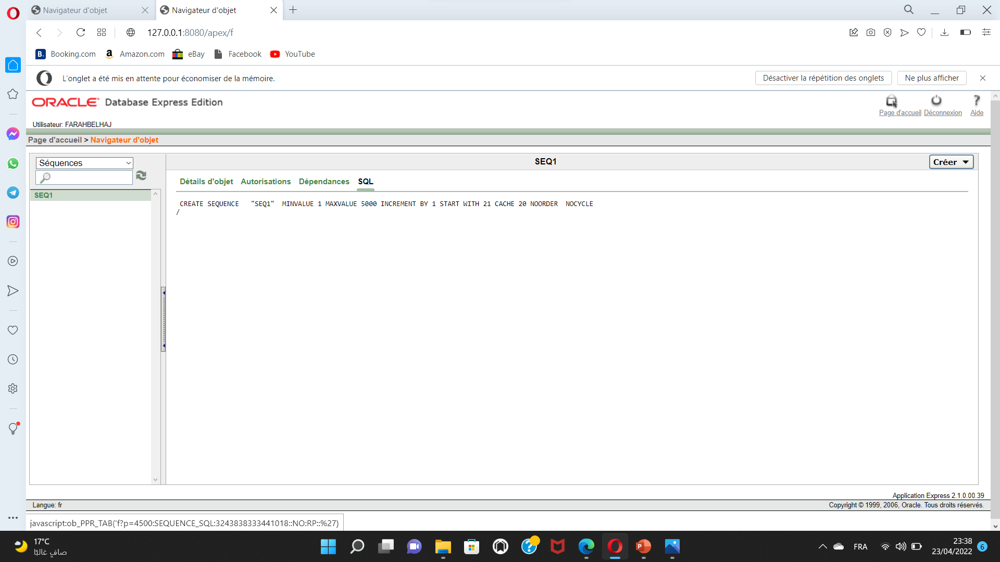 Navigateur d'objet
Navigateur d'objet
127.0.0.1:8080/apex/f
Booking.com
Amazon.com
eBay
Facebook
YouTube
L'onglet a été mis en attente pour économiser de la mémoire.
Désactiver la répétition des onglets
Ne plus afficher
ORACLE Database Express Edition
Page d'accueil
Déconnexion
Aide
Utilisateur: FARAHBELHAJ
Page d'accueil > Navigateur d'objet
Séquences
SEQ1
Créer
Détails d'objet
Autorisations
Dépendances
SQL
SEQ1
CREATE SEQUENCE "SEQ1" MINVALUE 1 MAXVALUE 5000 INCREMENT BY 1 START WITH 21 CACHE 20 NOORDER NOCYCLE
/
Application Express 2.1.0.00.39
Langue: fr
Copyright © 1999, 2006, Oracle. Tous droits réservés.
javascript:ob_PPR_TAB('f?p=4500:SEQUENCE_SQL:3243838333441018::NO:RP::%27)
17°C
صافٍ غالبًا
FRA
23:38
23/04/2022
6